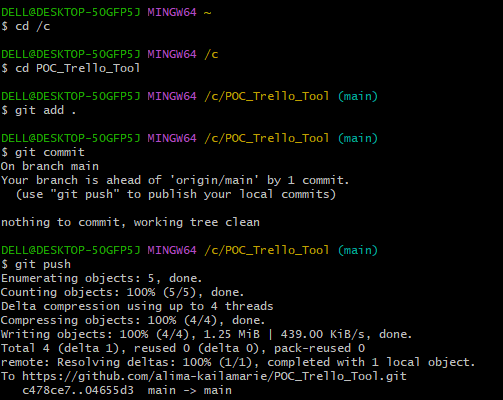 DELL@DESKTOP-5OGFP5J MINGW64 ~
$ cd /c
DELL@DESKTOP-5OGFP5J MINGW64 /c
$ cd POC_Trello_Tool
DELL@DESKTOP-5OGFP5J MINGW64 /c/POC_Trello_Tool (main)
$ git add .
DELL@DESKTOP-5OGFP5J MINGW64 /c/POC_Trello_Tool (main)
$ git commit
On branch main
Your branch is ahead of 'origin/main' by 1 commit.
  (use "git push" to publish your local commits)
nothing to commit, working tree clean
DELL@DESKTOP-5OGFP5J MINGW64 /c/POC_Trello_Tool (main)
$ git push
Enumerating objects: 5, done.
Counting objects: 100% (5/5), done.
Delta compression using up to 4 threads
Compressing objects: 100% (4/4), done.
Writing objects: 100% (4/4), 1.25 MiB | 439.00 KiB/s, done.
Total 4 (delta 1), reused 0 (delta 0), pack-reused 0
remote: Resolving deltas: 100% (1/1), completed with 1 local object.
To https://github.com/alima-kailamarie/POC_Trello_Tool.git
   c478ce7..04655d3  main -> main